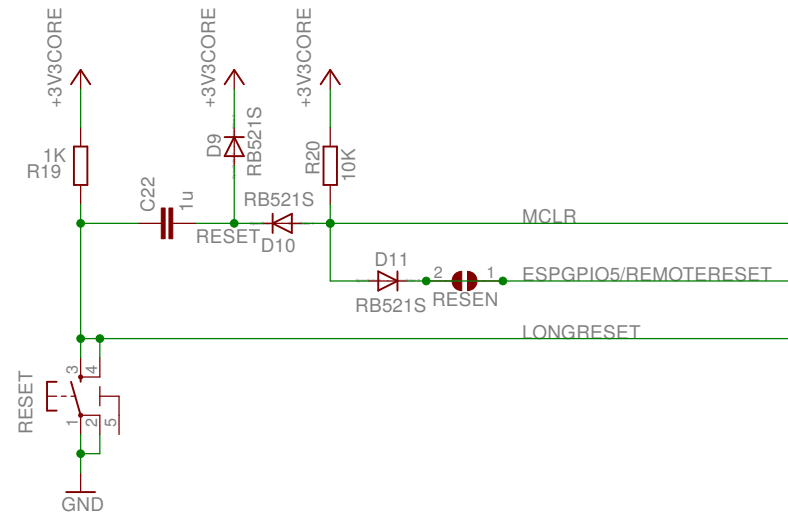 +3V3CORE
+3V3CORE
+3V3CORE
1K
R19
C22
1u
D9
RB521S
R20
10K
RB521S
RESET
D10
MCLR
D11
RB521S
2
1
RESEN
ESPGPIO5/REMOTERESET
LONGRESET
RESET
3
4
1
2
5
GND